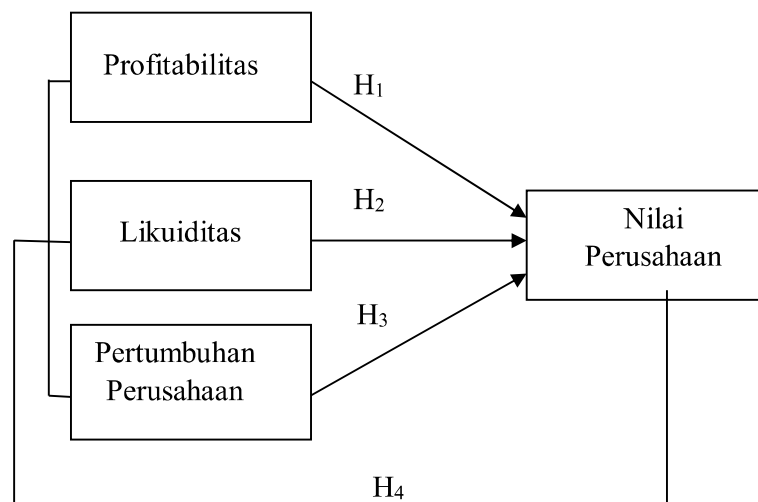 Profitabilitas
H₁
Likuiditas
H₂
Nilai
Perusahaan
Pertumbuhan
Perusahaan
H₃
H₄